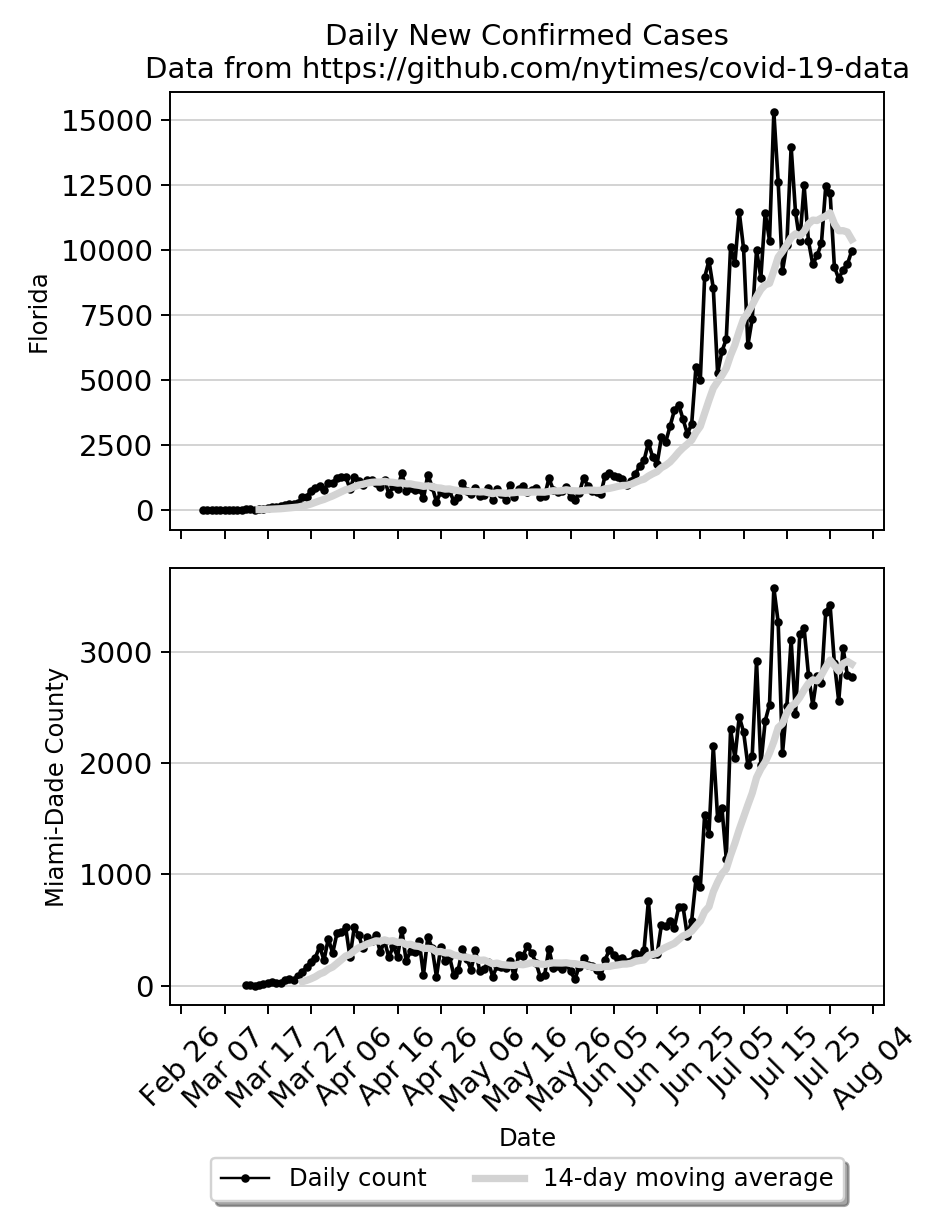 Daily New Confirmed Cases
Data from https://github.com/nytimes/covid-19-data
15000
12500
10000
7500
5000
2500
0
Florida
3000
2000
1000
0
Miami-Dade County
Feb 26
Mar 07
Mar 17
Mar 27
Apr 06
Apr 16
Apr 26
May 06
May 16
May 26
Jun 05
Jun 15
Jun 25
Jul 05
Jul 15
Jul 25
Aug 04
Date
Daily count
14-day moving average